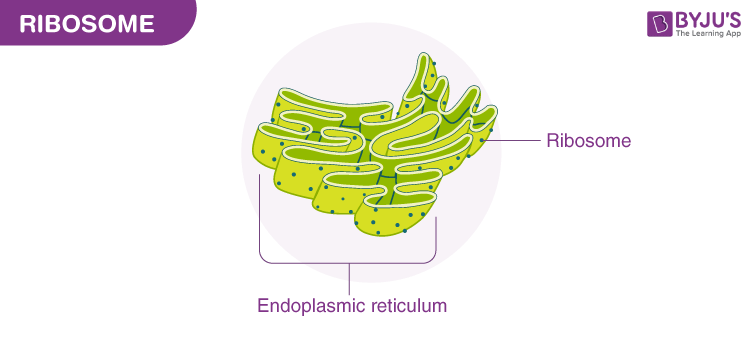 RIBOSOME
BYJU'S
The Learning App
Ribosome
Endoplasmic reticulum